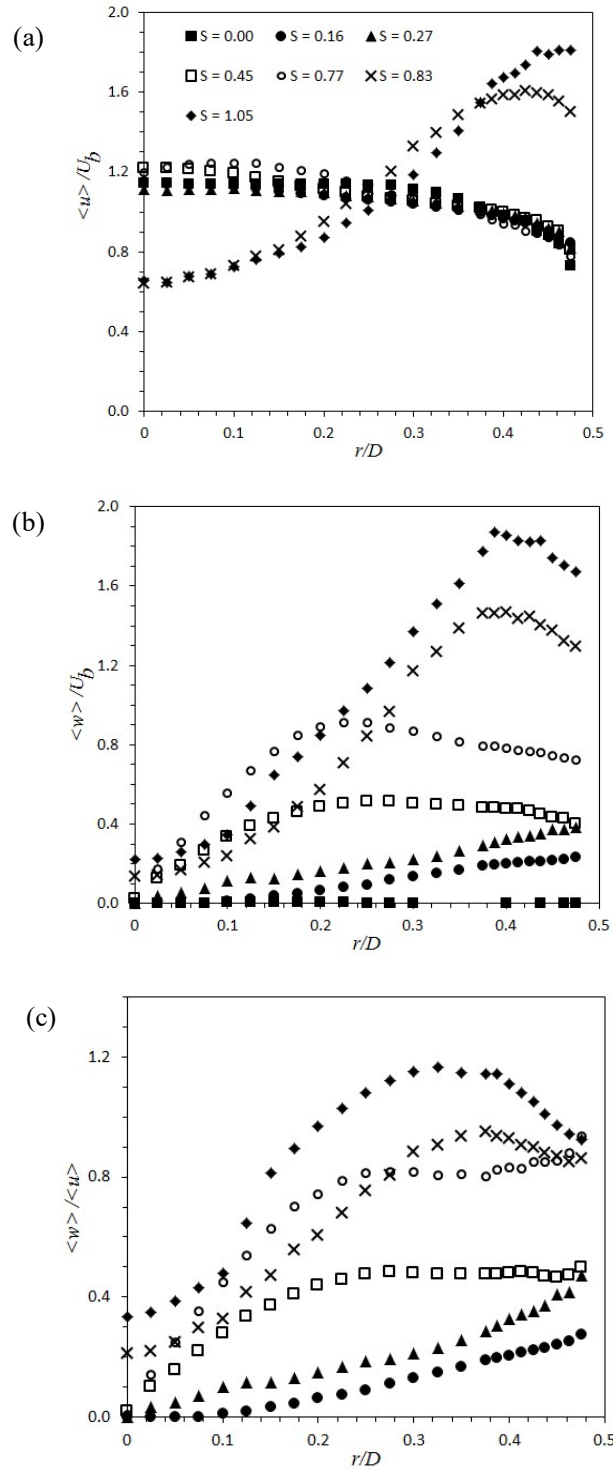 (a)
2.0
1.6
1.2
0.8
0.4
0.0
<u> /U_b
S = 0.00 S = 0.16 S = 0.27
S = 0.45 S = 0.77 S = 0.83
S = 1.05
0 0.1 0.2 0.3 0.4 0.5
r/D
(b)
2.0
1.6
1.2
0.8
0.4
0.0
<w> /U_b
0 0.1 0.2 0.3 0.4 0.5
r/D
(c)
1.2
0.8
0.4
0.0
<w> /<u>
0 0.1 0.2 0.3 0.4 0.5
r/D